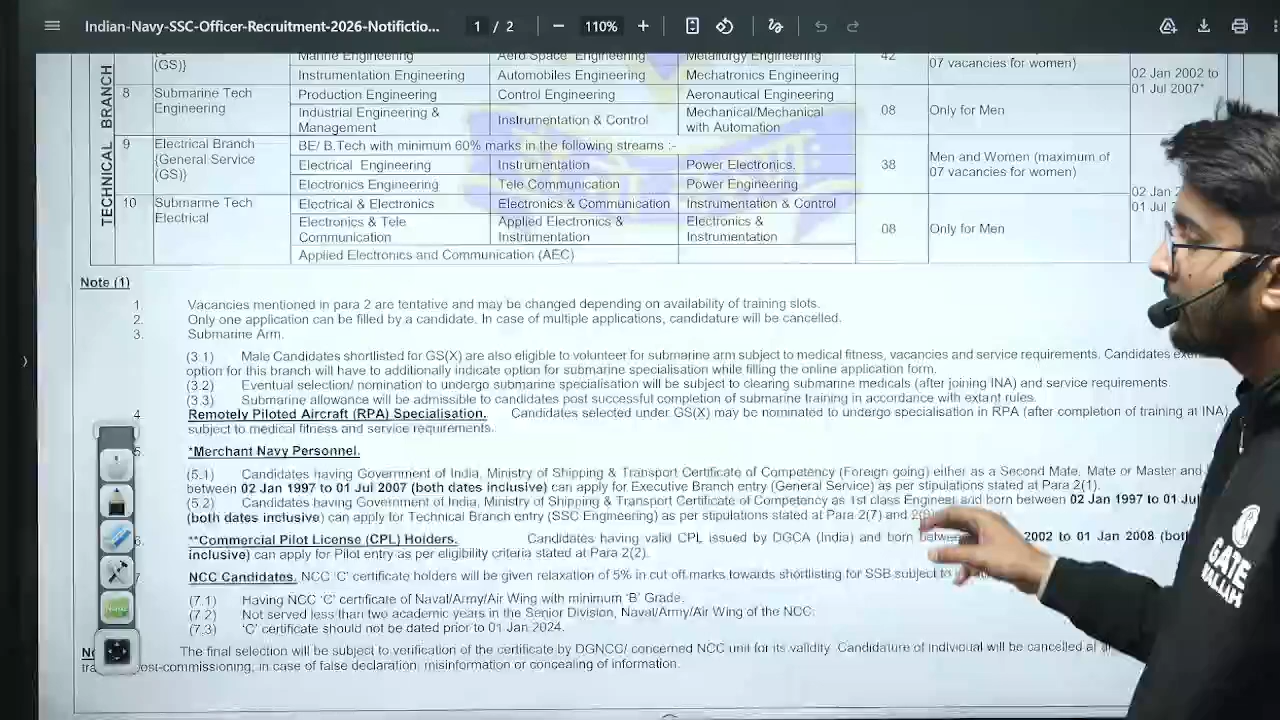 Indian-Navy-SSC-Officer-Recruitment-2026-Notifictio...
1 / 2
110%
TECHNICAL BRANCH
(GS)}
Marine Engineering
Aero Space Engineering
Metallurgy Engineering
42
07 vacancies for women)
Instrumentation Engineering
Automobiles Engineering
Mechatronics Engineering
02 Jan 2002 to
01 Jul 2007*
8
Submarine Tech
Engineering
Production Engineering
Control Engineering
Aeronautical Engineering
Industrial Engineering &
Management
Instrumentation & Control
Mechanical/Mechanical
with Automation
08
Only for Men
9
Electrical Branch
{General Service
(GS)}
BE/ B.Tech with minimum 60% marks in the following streams :-
Electrical Engineering
Instrumentation
Power Electronics.
Electronics Engineering
Tele Communication
Power Engineering
38
Men and Women (maximum of
07 vacancies for women)
02 Jan
01 Jul
10
Submarine Tech
Electrical
Electrical & Electronics
Electronics & Communication
Instrumentation & Control
Electronics & Tele
Communication
Applied Electronics &
Instrumentation
Electronics &
Instrumentation
08
Only for Men
Applied Electronics and Communication (AEC)
Note (1)
1. Vacancies mentioned in para 2 are tentative and may be changed depending on availability of training slots.
2. Only one application can be filled by a candidate. In case of multiple applications, candidature will be cancelled.
3. Submarine Arm.
(3.1) Male Candidates shortlisted for GS(X) are also eligible to volunteer for submarine arm subject to medical fitness, vacancies and service requirements. Candidates
option for this branch will have to additionally indicate option for submarine specialisation while filling the online application form.
(3.2) Eventual selection/ nomination to undergo submarine specialisation will be subject to clearing submarine medicals (after joining INA) and service requirements.
(3.3) Submarine allowance will be admissible to candidates post successful completion of submarine training in accordance with extant rules.
4 Remotely Piloted Aircraft (RPA) Specialisation. Candidates selected under GS(X) may be nominated to undergo specialisation in RPA (after completion of training at INA)
subject to medical fitness and service requirements.
5. *Merchant Navy Personnel.
(5.1) Candidates having Government of India, Ministry of Shipping & Transport Certificate of Competency (Foreign going) either as a Second Mate, Mate or Master and
between 02 Jan 1997 to 01 Jul 2007 (both dates inclusive) can apply for Executive Branch entry (General Service) as per stipulations stated at Para 2(1).
(5.2) Candidates having Government of India, Ministry of Shipping & Transport Certificate of Competency as 1st class Engineer and born between 02 Jan 1997 to 01 Jul
(both dates inclusive) can apply for Technical Branch entry (SSC Engineering) as per stipulations stated at Para 2(7) and
6. **Commercial Pilot License (CPL) Holders. Candidates having valid CPL issued by DGCA (India) and born 2002 to 01 Jan 2008 (both
inclusive) can apply for Pilot entry as per eligibility criteria stated at Para 2(2).
7 NCC Candidates. NCC 'C' certificate holders will be given relaxation of 5% in cut off marks towards shortlisting for SSB subject to
(7.1) Having NCC 'C' certificate of Naval/Army/Air Wing with minimum 'B' Grade.
(7.2) Not served less than two academic years in the Senior Division, Naval/Army/Air Wing of the NCC.
(7.3) 'C' certificate should not be dated prior to 01 Jan 2024.
The final selection will be subject to verification of the certificate by DGNCC/ concerned NCC unit for its validity. Candidature of individual will be cancelled at
post-commissioning, in case of false declaration, misinformation or concealing of information.
GATE
WALLAH